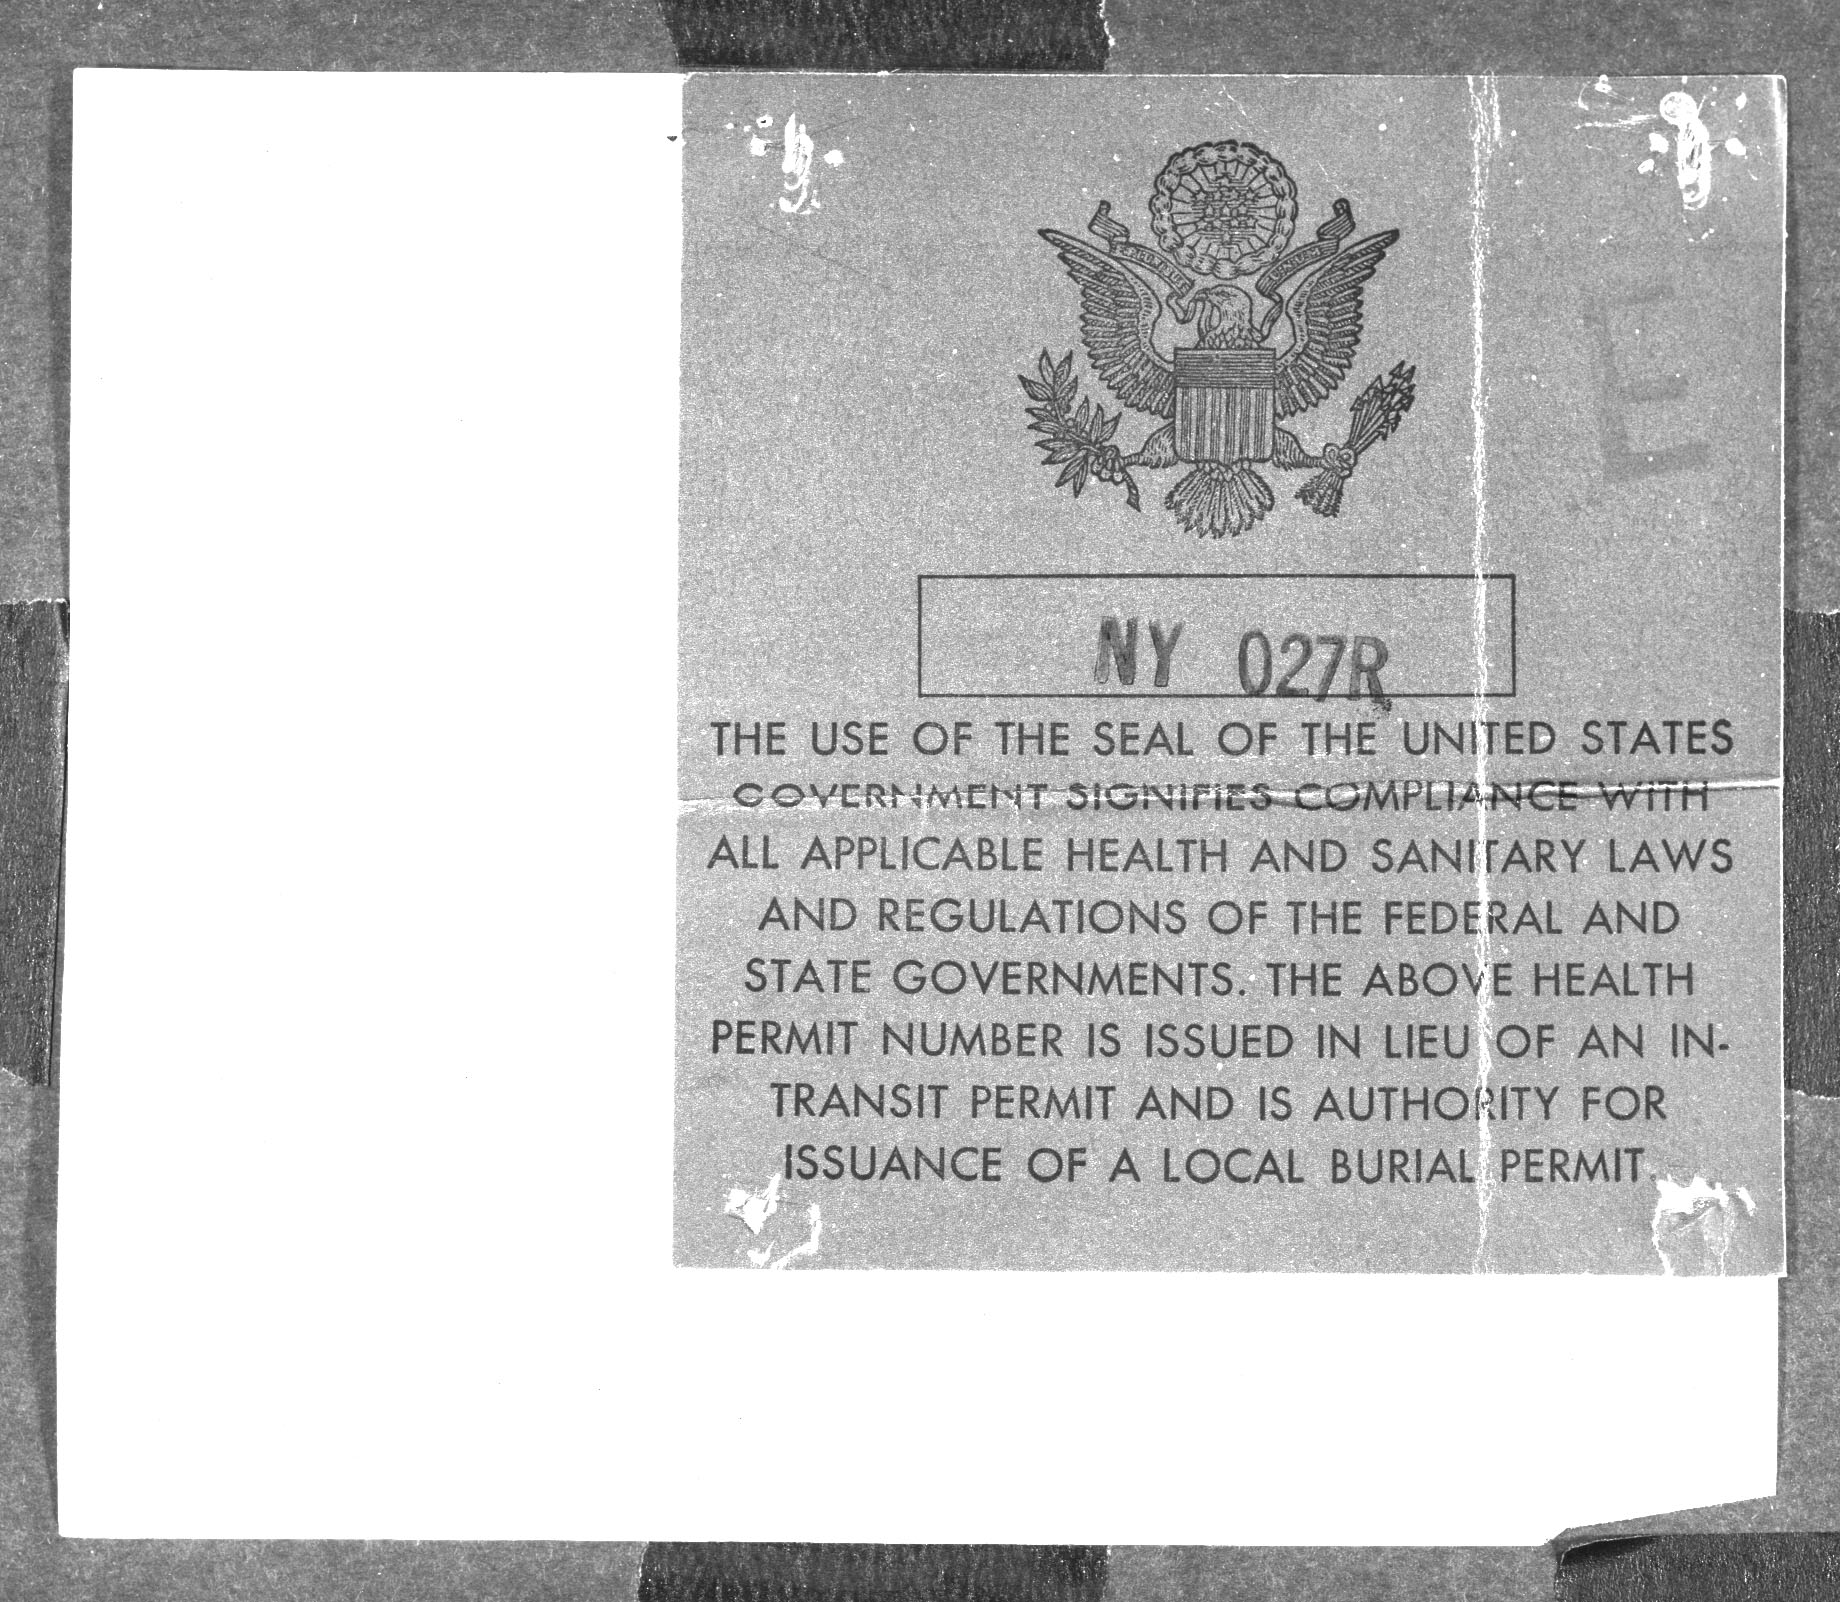 NY 027R
THE USE OF THE SEAL OF THE UNITED STATES
GOVERNMENT SIGNIFIES COMPLIANCE WITH
ALL APPLICABLE HEALTH AND SANITARY LAWS
AND REGULATIONS OF THE FEDERAL AND
STATE GOVERNMENTS. THE ABOVE HEALTH
PERMIT NUMBER IS ISSUED IN LIEU OF AN IN-
TRANSIT PERMIT AND IS AUTHORITY FOR
ISSUANCE OF A LOCAL BURIAL PERMIT.